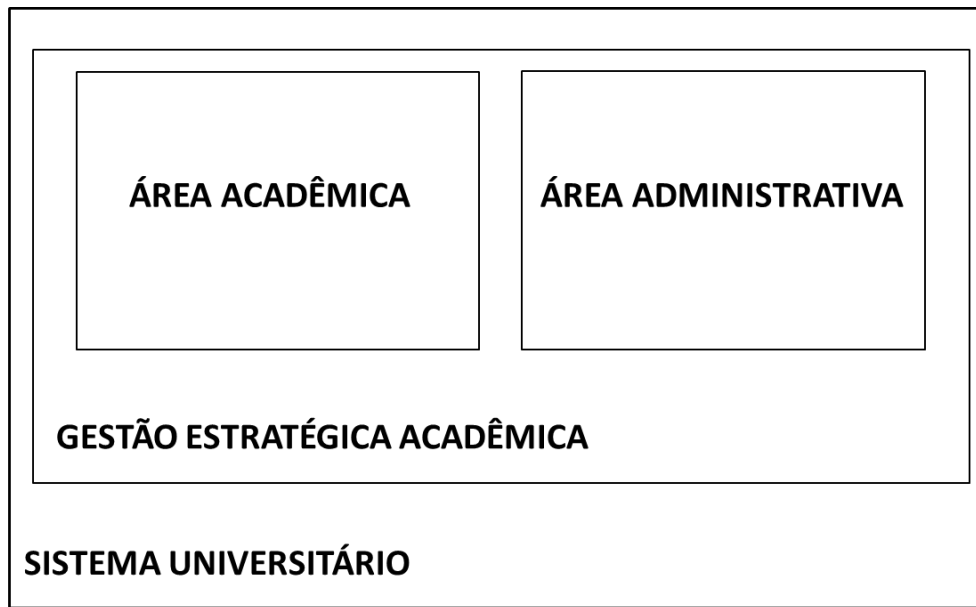 ÁREA ACADÊMICA
ÁREA ADMINISTRATIVA
GESTÃO ESTRATÉGICA ACADÊMICA
SISTEMA UNIVERSITÁRIO